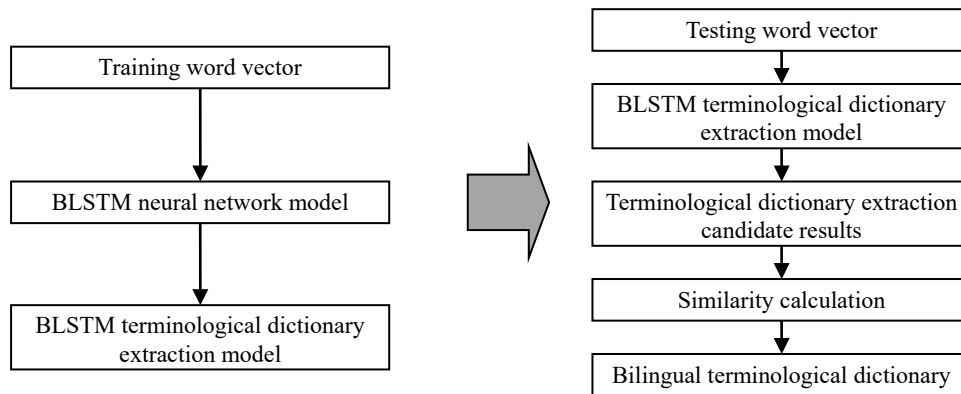 Training word vector
BLSTM neural network model
BLSTM terminological dictionary
extraction model
Testing word vector
BLSTM terminological dictionary
extraction model
Terminological dictionary extraction
candidate results
Similarity calculation
Bilingual terminological dictionary